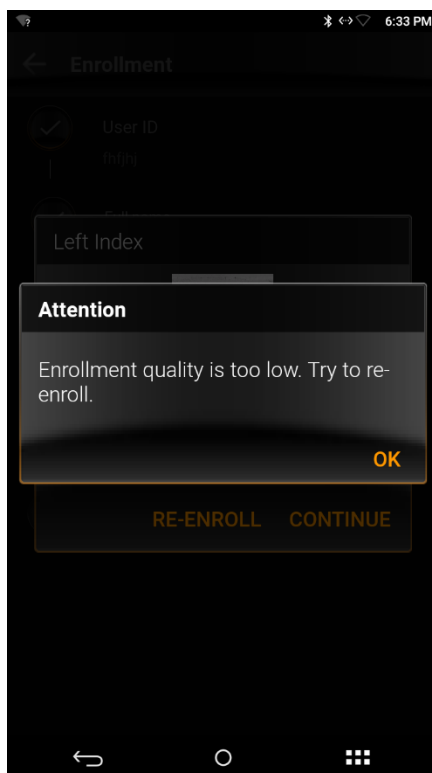 6:33 PM
Enrollment
User ID
Left Index
Attention
Enrollment quality is too low. Try to re-
enroll.
OK
RE-ENROLL CONTINUE